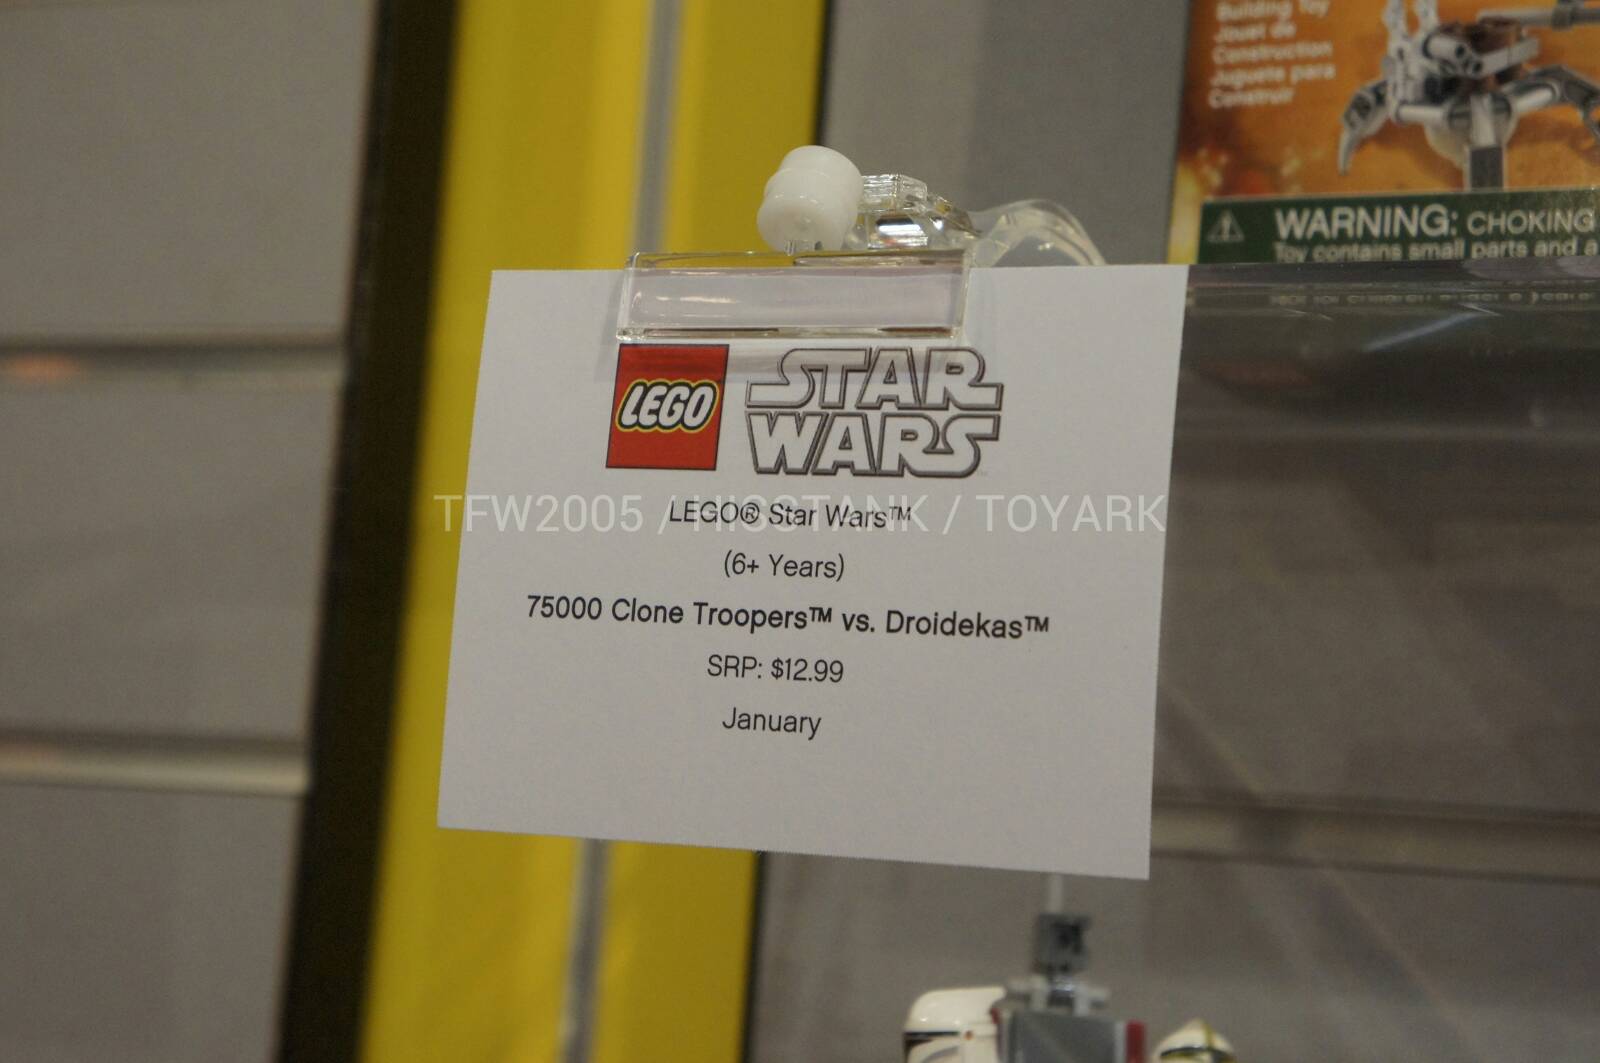 Building Toy
Jouet de
Construction
Juguete para
Construir
WARNING: CHOKING
Toy contains small parts and a
LEGO
STAR
WARS
TFW2005 / HISSTANK / TOYARK
LEGO® Star Wars™
(6+ Years)
75000 Clone Troopers™ vs. Droidekas™
SRP: $12.99
January